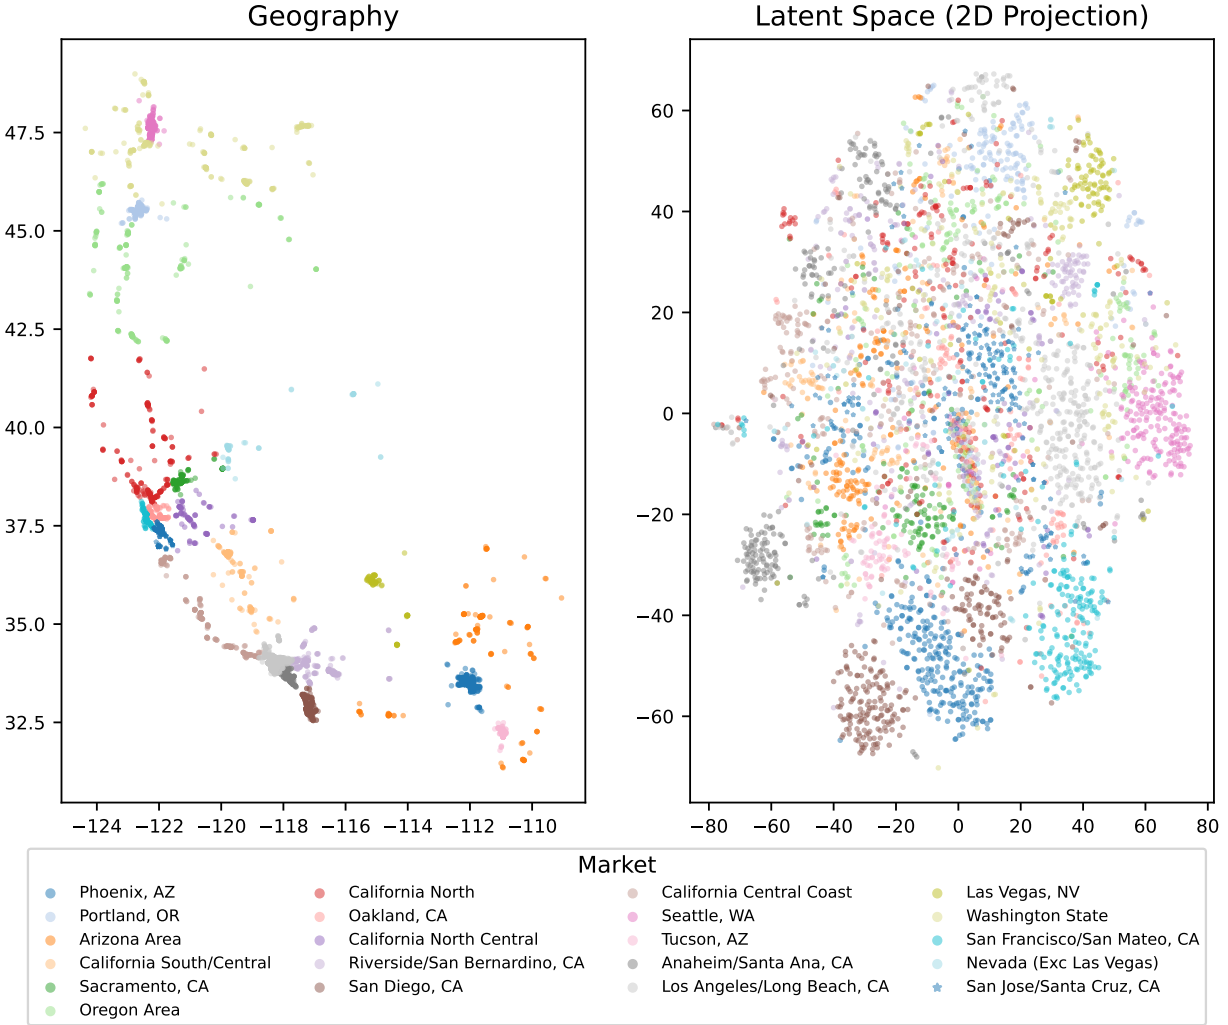 Geography
Latent Space (2D Projection)
47.5
45.0
42.5
40.0
37.5
35.0
32.5
−124 −122 −120 −118 −116 −114 −112 −110
60
40
20
0
−20
−40
−60
−80 −60 −40 −20 0 20 40 60 80
Market
Phoenix, AZ
Portland, OR
Arizona Area
California South/Central
Sacramento, CA
Oregon Area
California North
Oakland, CA
California North Central
Riverside/San Bernardino, CA
San Diego, CA
California Central Coast
Seattle, WA
Tucson, AZ
Anaheim/Santa Ana, CA
Los Angeles/Long Beach, CA
Las Vegas, NV
Washington State
San Francisco/San Mateo, CA
Nevada (Exc Las Vegas)
San Jose/Santa Cruz, CA